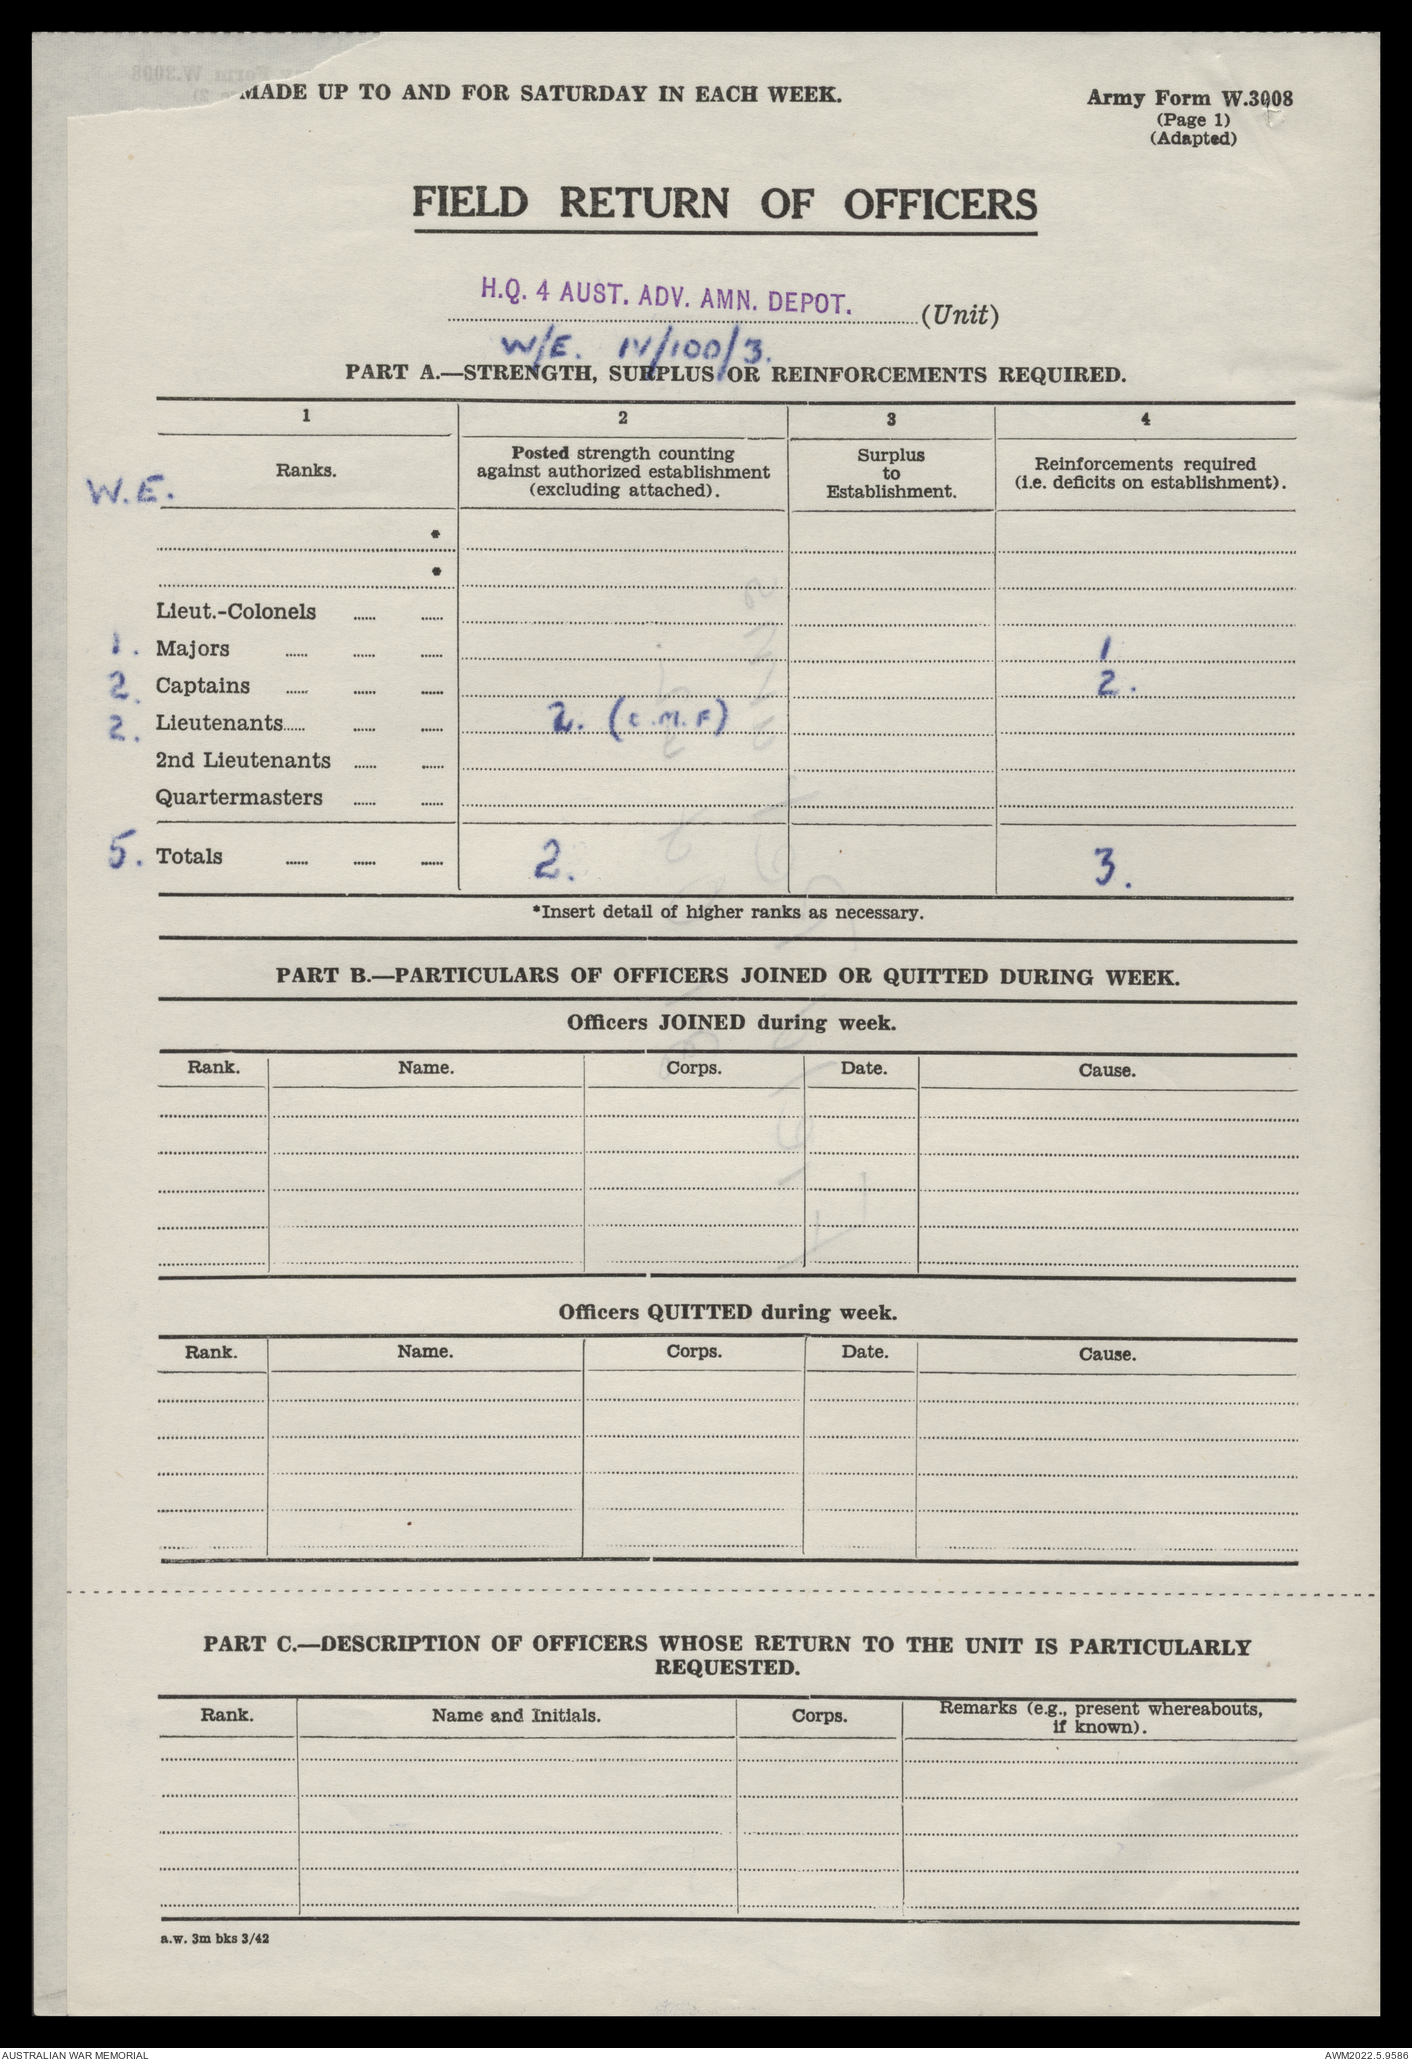 MADE UP TO AND FOR SATURDAY IN EACH WEEK.
Army Form W.3008
(Page 1)
(Adapted)
FIELD RETURN OF OFFICERS
H.Q. 4 AUST. ADV. AMN. DEPOT. (Unit)
W/E. IV/100/3.
PART A.—STRENGTH, SURPLUS OR REINFORCEMENTS REQUIRED.
1 2 3 4
W.E. Ranks.
Posted strength counting
against authorized establishment
(excluding attached).
Surplus
to
Establishment.
Reinforcements required
(i.e. deficits on establishment).
*
*
Lieut.-Colonels
1. Majors 1
2. Captains 2.
2. Lieutenants 2. (C.M.F)
2nd Lieutenants
Quartermasters
5. Totals 2. 3.
*Insert detail of higher ranks as necessary.
PART B.—PARTICULARS OF OFFICERS JOINED OR QUITTED DURING WEEK.
Officers JOINED during week.
Rank. Name. Corps. Date. Cause.
Officers QUITTED during week.
Rank. Name. Corps. Date. Cause.
PART C.—DESCRIPTION OF OFFICERS WHOSE RETURN TO THE UNIT IS PARTICULARLY
REQUESTED.
Rank. Name and Initials. Corps.
Remarks (e.g., present whereabouts,
if known).
a.w. 3m bks 3/42
AUSTRALIAN WAR MEMORIAL
AWM2022.5.9586